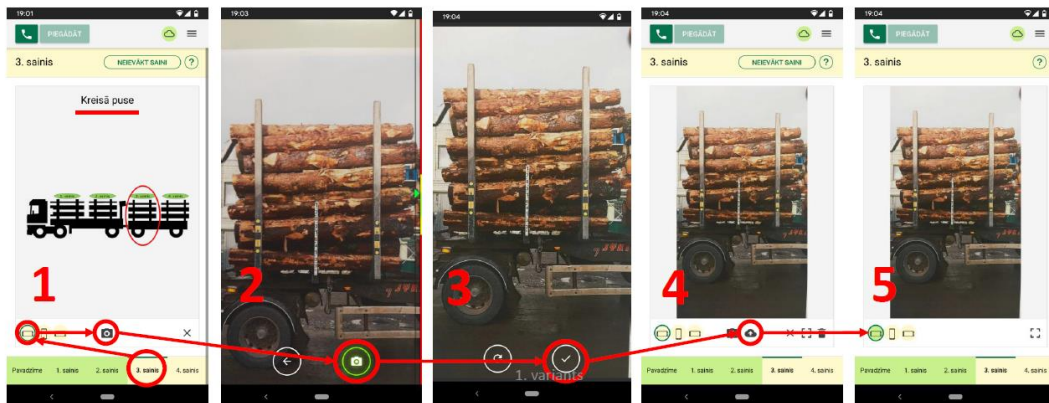 19:01
PIEGĀDĀT
3. sainis
NEIEVĀKT SAINI
?
Kreisā puse
1
Pavadzīme 1. sainis 2. sainis 3. sainis 4. sainis
19:03
2
19:04
3
1. variants
19:04
PIEGĀDĀT
3. sainis
NEIEVĀKT SAINI
?
4
Pavadzīme 1. sainis 2. sainis 3. sainis 4. sainis
19:04
PIEGĀDĀT
3. sainis
?
5
Pavadzīme 1. sainis 2. sainis 3. sainis 4. sainis